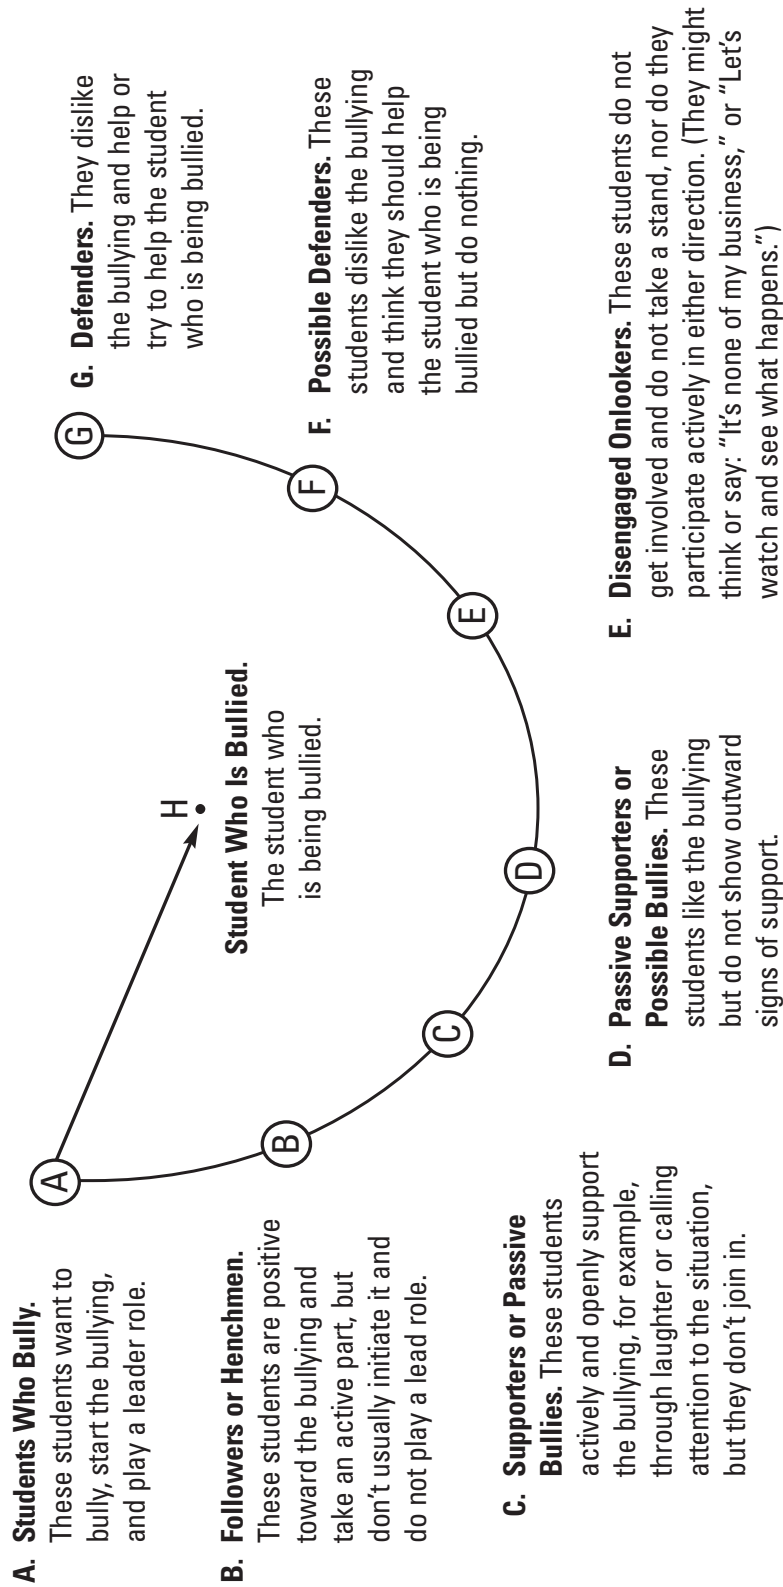 A. Students Who Bully.
These students want to
bully, start the bullying,
and play a leader role.
B. Followers or Henchmen.
These students are positive
toward the bullying and
take an active part, but
don't usually initiate it and
do not play a lead role.
C. Supporters or Passive
Bullies. These students
actively and openly support
the bullying, for example,
through laughter or calling
attention to the situation,
but they don't join in.
D. Passive Supporters or
Possible Bullies. These
students like the bullying
but do not show outward
signs of support.
E. Disengaged Onlookers. These students do not
get involved and do not take a stand, nor do they
participate actively in either direction. (They might
think or say: "It's none of my business," or "Let's
watch and see what happens.")
F. Possible Defenders. These
students dislike the bullying
and think they should help
the student who is being
bullied but do nothing.
G. Defenders. They dislike
the bullying and help or
try to help the student
who is being bullied.
A
B
C
D
E
F
G
H
Student Who Is Bullied.
The student who
is being bullied.